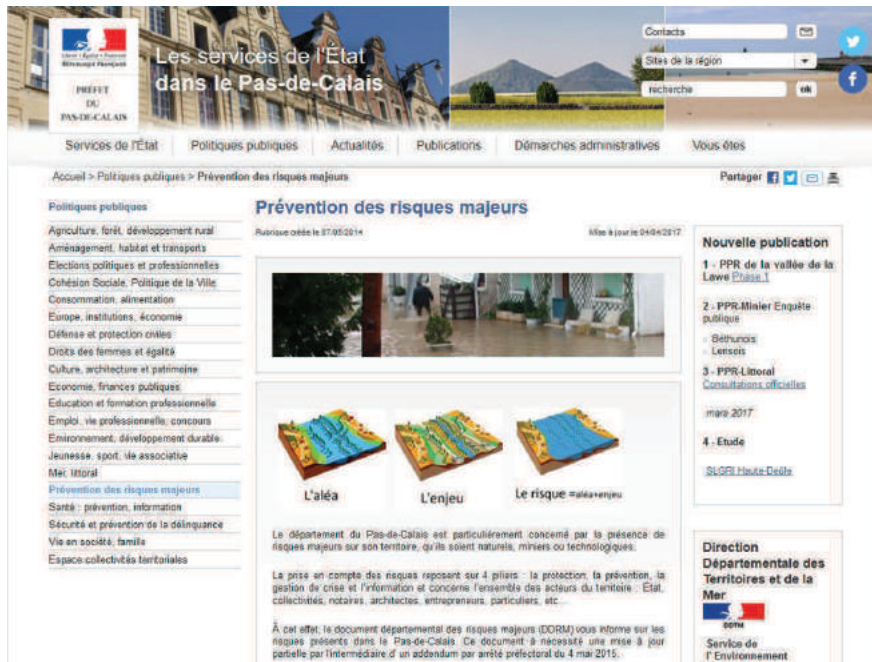 Liberté • Égalité • Fraternité
RÉPUBLIQUE FRANÇAISE
PRÉFET
DU
PAS-DE-CALAIS
Les services de l'État
dans le Pas-de-Calais
Contacts
Sites de la région
recherche
ok
Services de l'État
Politiques publiques
Actualités
Publications
Démarches administratives
Vous êtes
Accueil > Politiques publiques > Prévention des risques majeurs
Partager
Politiques publiques
Agriculture, forêt, développement rural
Aménagement, habitat et transports
Elections politiques et professionnelles
Cohésion Sociale, Politique de la Ville
Consommation, alimentation
Europe, institutions, économie
Défense et protection civiles
Droits des femmes et égalité
Culture, architecture et patrimoine
Economie, finances publiques
Education et formation professionnelle
Emploi, vie professionnelle, concours
Environnement, développement durable
Jeunesse, sport, vie associative
Mer, littoral
Prévention des risques majeurs
Santé : prévention, information
Sécurité et prévention de la délinquance
Vie en société, famille
Espace collectivités territoriales
Prévention des risques majeurs
Rubrique créée le 07/05/2014
Mise à jour le 04/04/2017
L'aléa
L'enjeu
Le risque =aléa+enjeu
Le département du Pas-de-Calais est particulièrement concerné par la présence de
risques majeurs sur son territoire, qu'ils soient naturels, miniers ou technologiques.
La prise en compte des risques reposent sur 4 piliers : la protection, la prévention, la
gestion de crise et l'information et concerne l'ensemble des acteurs du territoire : État,
collectivités, notaires, architectes, entrepreneurs, particuliers, etc...
À cet effet, le document départemental des risques majeurs (DDRM) vous informe sur les
risques présents dans le Pas-de-Calais. Ce document à nécessité une mise à jour
partielle par l'intermédiaire d' un addendum par arrêté préfectoral du 4 mai 2015.
Nouvelle publication
1 - PPR de la vallée de la
Lawe Phase 1
2 - PPR-Minier Enquête
publique
Béthunois
Lensois
3 - PPR-Littoral
Consultations officielles
mars 2017
4 - Etude
SLGRI Haute-Deûle
Direction
Départementale des
Territoires et de la
Mer
DDTM
Service de
l' Environnement